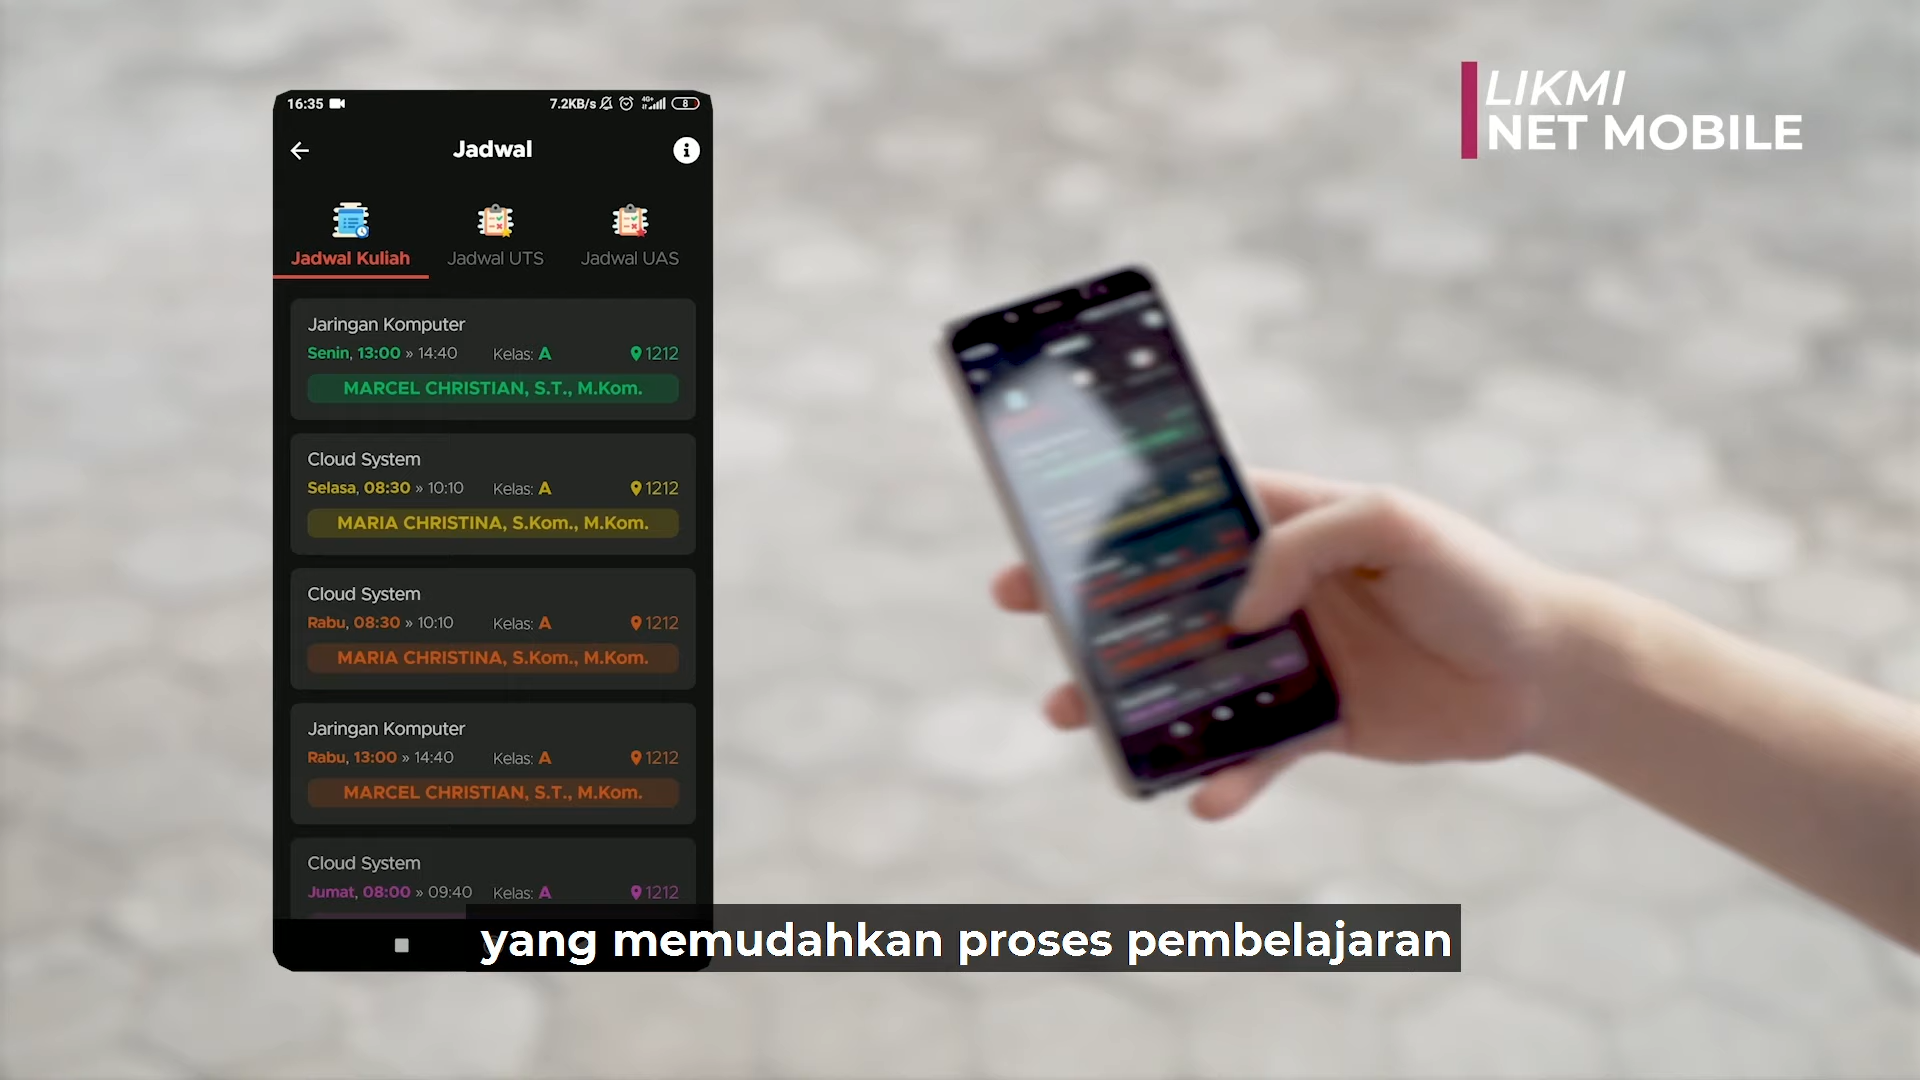 LIKMI
NET MOBILE
16:35
7.2KB/s 4G+ 8
Jadwal
Jadwal Kuliah
Jadwal UTS
Jadwal UAS
Jaringan Komputer
Senin, 13:00 » 14:40 Kelas: A 1212
MARCEL CHRISTIAN, S.T., M.Kom.
Cloud System
Selasa, 08:30 » 10:10 Kelas: A 1212
MARIA CHRISTINA, S.Kom., M.Kom.
Cloud System
Rabu, 08:30 » 10:10 Kelas: A 1212
MARIA CHRISTINA, S.Kom., M.Kom.
Jaringan Komputer
Rabu, 13:00 » 14:40 Kelas: A 1212
MARCEL CHRISTIAN, S.T., M.Kom.
Cloud System
Jumat, 08:00 » 09:40 Kelas: A 1212
yang memudahkan proses pembelajaran